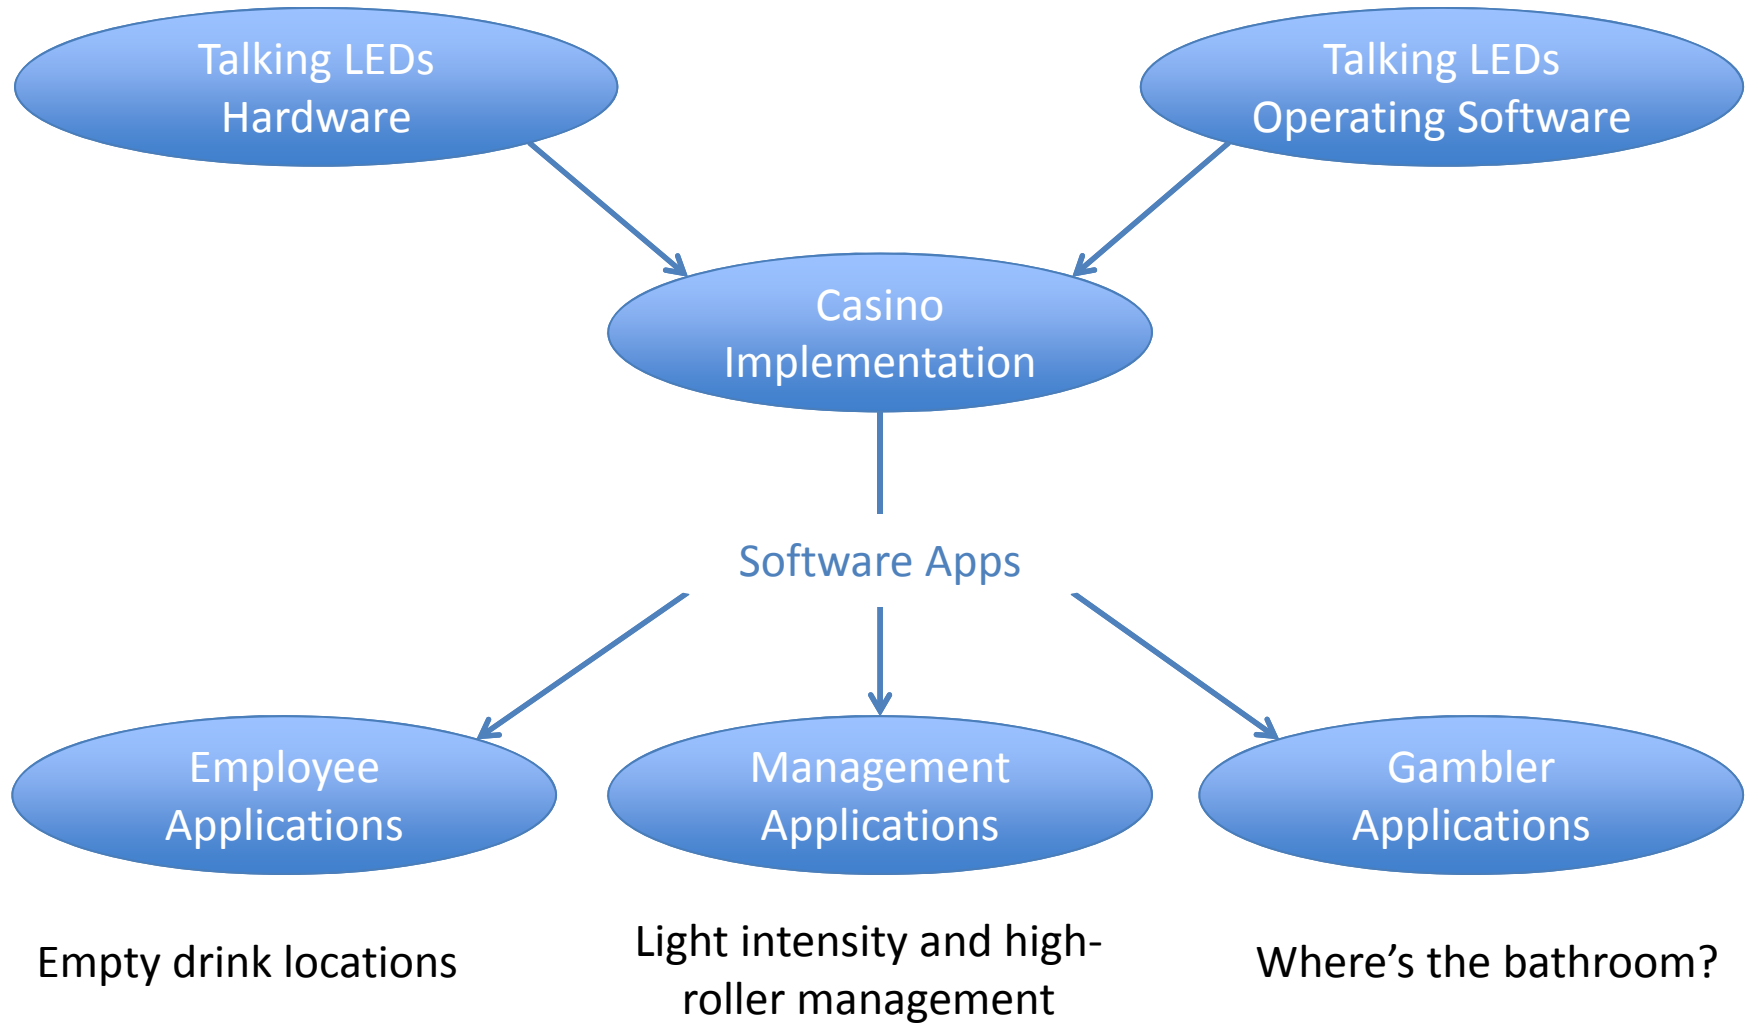 Talking LEDs
Hardware
Talking LEDs
Operating Software
Casino
Implementation
Software Apps
Employee
Applications
Management
Applications
Gambler
Applications
Empty drink locations
Light intensity and high-
roller management
Where’s the bathroom?